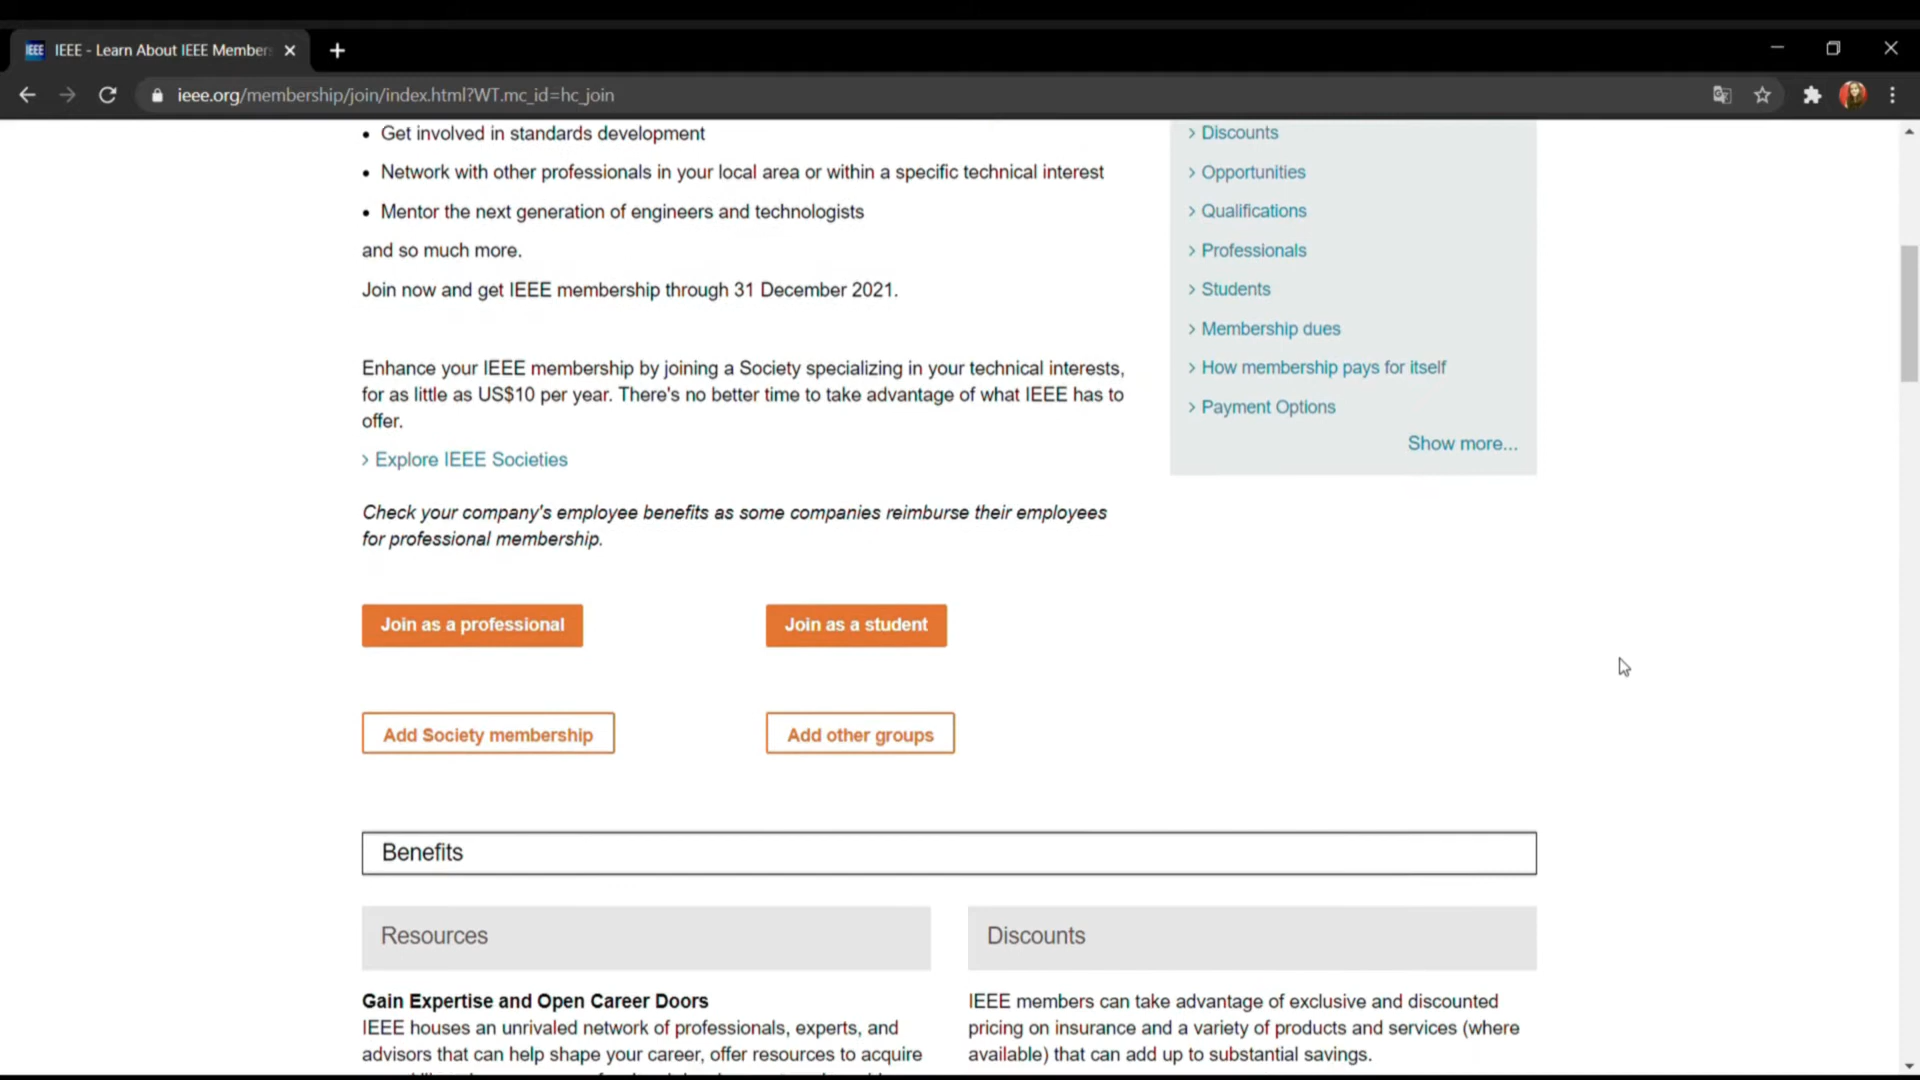 IEEE
IEEE - Learn About IEEE Member
ieee.org/membership/join/index.html?WT.mc_id=hc_join
• Get involved in standards development
• Network with other professionals in your local area or within a specific technical interest
• Mentor the next generation of engineers and technologists
and so much more.
Join now and get IEEE membership through 31 December 2021.
Enhance your IEEE membership by joining a Society specializing in your technical interests,
for as little as US$10 per year. There's no better time to take advantage of what IEEE has to
offer.
> Explore IEEE Societies
Check your company's employee benefits as some companies reimburse their employees
for professional membership.
> Discounts
> Opportunities
> Qualifications
> Professionals
> Students
> Membership dues
> How membership pays for itself
> Payment Options
Show more...
Join as a professional
Join as a student
Add Society membership
Add other groups
Benefits
Resources
Gain Expertise and Open Career Doors
IEEE houses an unrivaled network of professionals, experts, and
advisors that can help shape your career, offer resources to acquire
Discounts
IEEE members can take advantage of exclusive and discounted
pricing on insurance and a variety of products and services (where
available) that can add up to substantial savings.